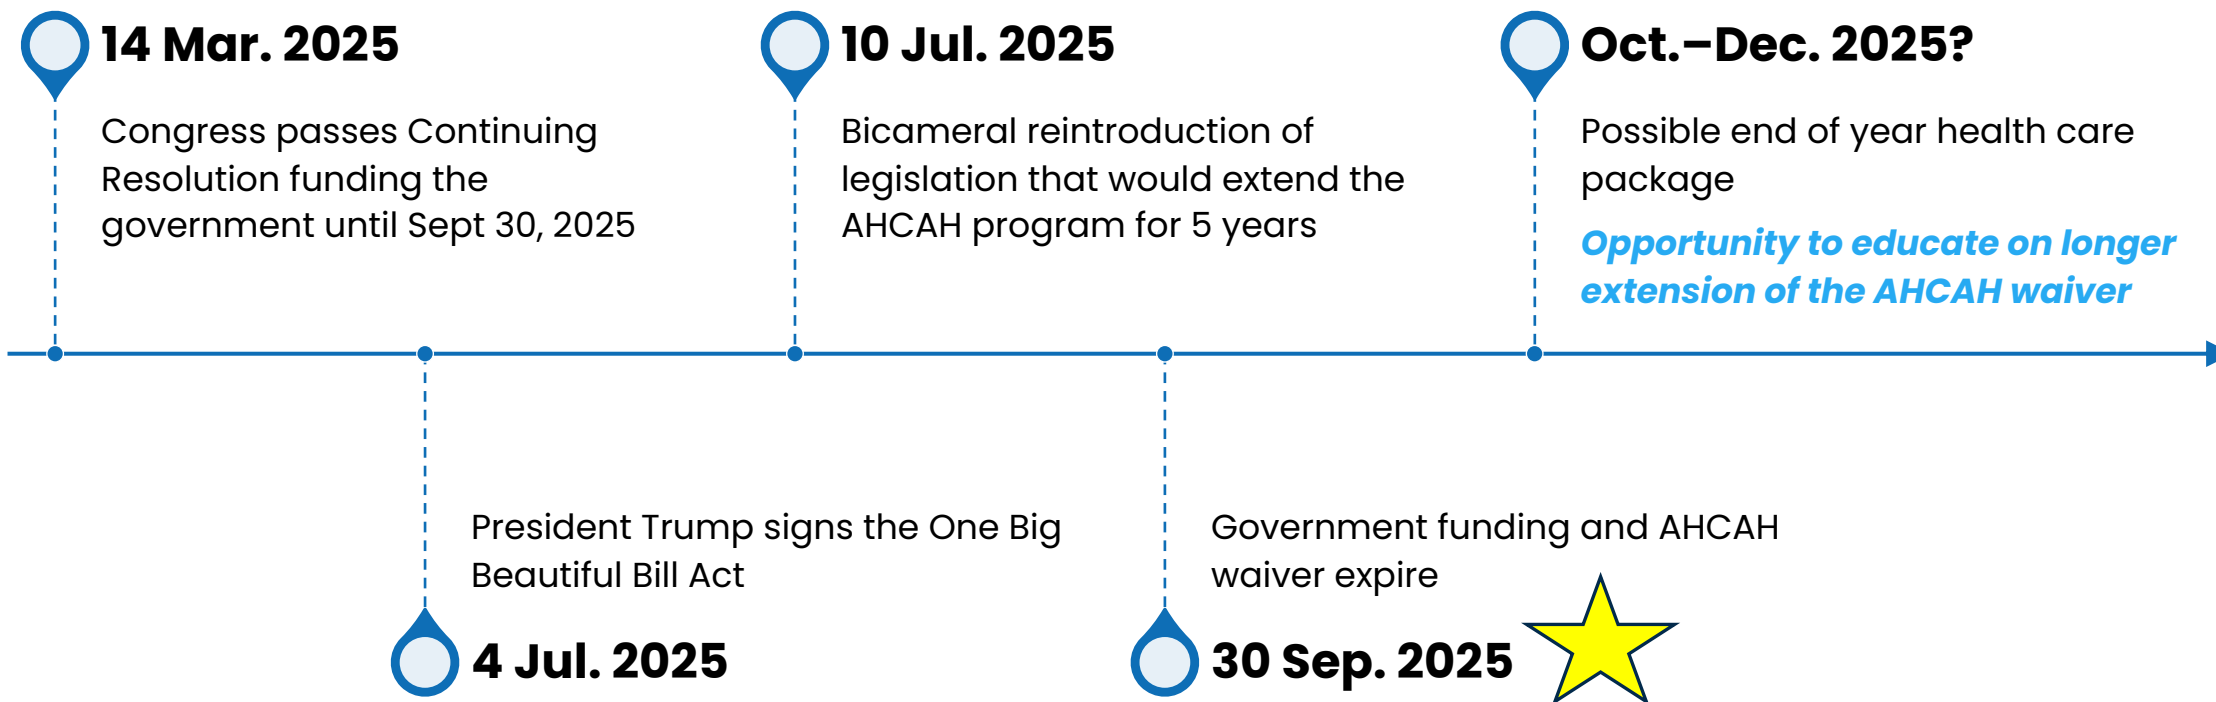 14 Mar. 2025
Congress passes Continuing
Resolution funding the
government until Sept 30, 2025
10 Jul. 2025
Bicameral reintroduction of
legislation that would extend the
AHCAH program for 5 years
Oct.–Dec. 2025?
Possible end of year health care
package
Opportunity to educate on longer
extension of the AHCAH waiver
President Trump signs the One Big
Beautiful Bill Act
4 Jul. 2025
Government funding and AHCAH
waiver expire
30 Sep. 2025